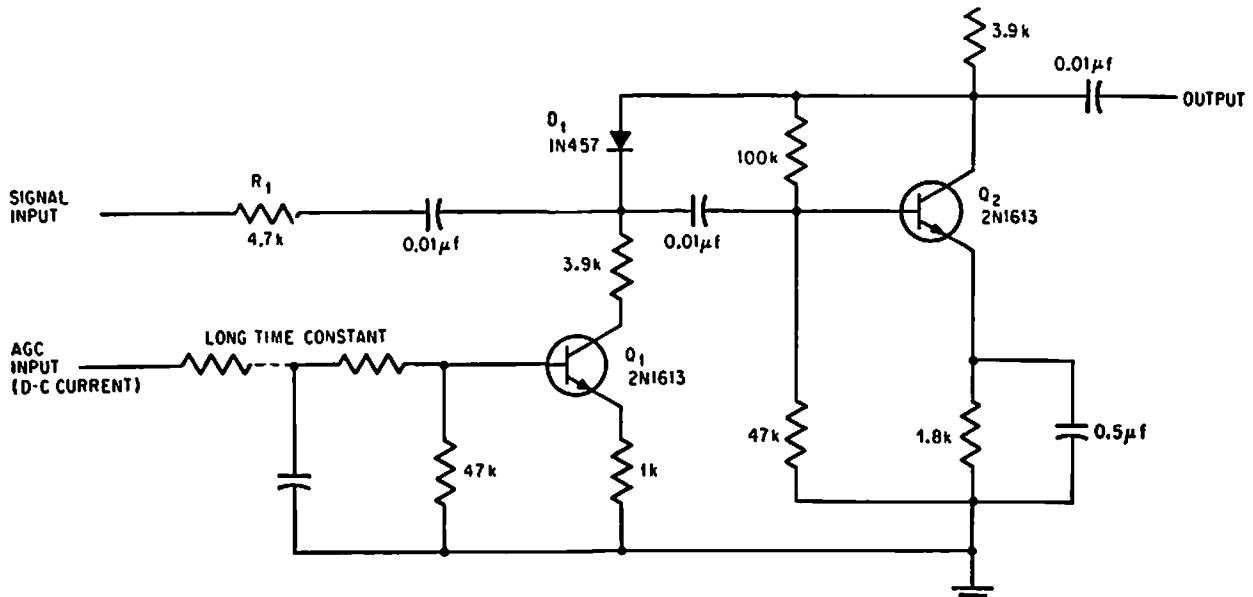 3.9k
0.01μf
OUTPUT
D1
1N457
100k
SIGNAL
INPUT
R1
4.7k
0.01μf
0.01μf
Q2
2N1613
3.9k
LONG TIME CONSTANT
AGC
INPUT
(D-C CURRENT)
Q1
2N1613
47k
1k
47k
1.8k
0.5μf